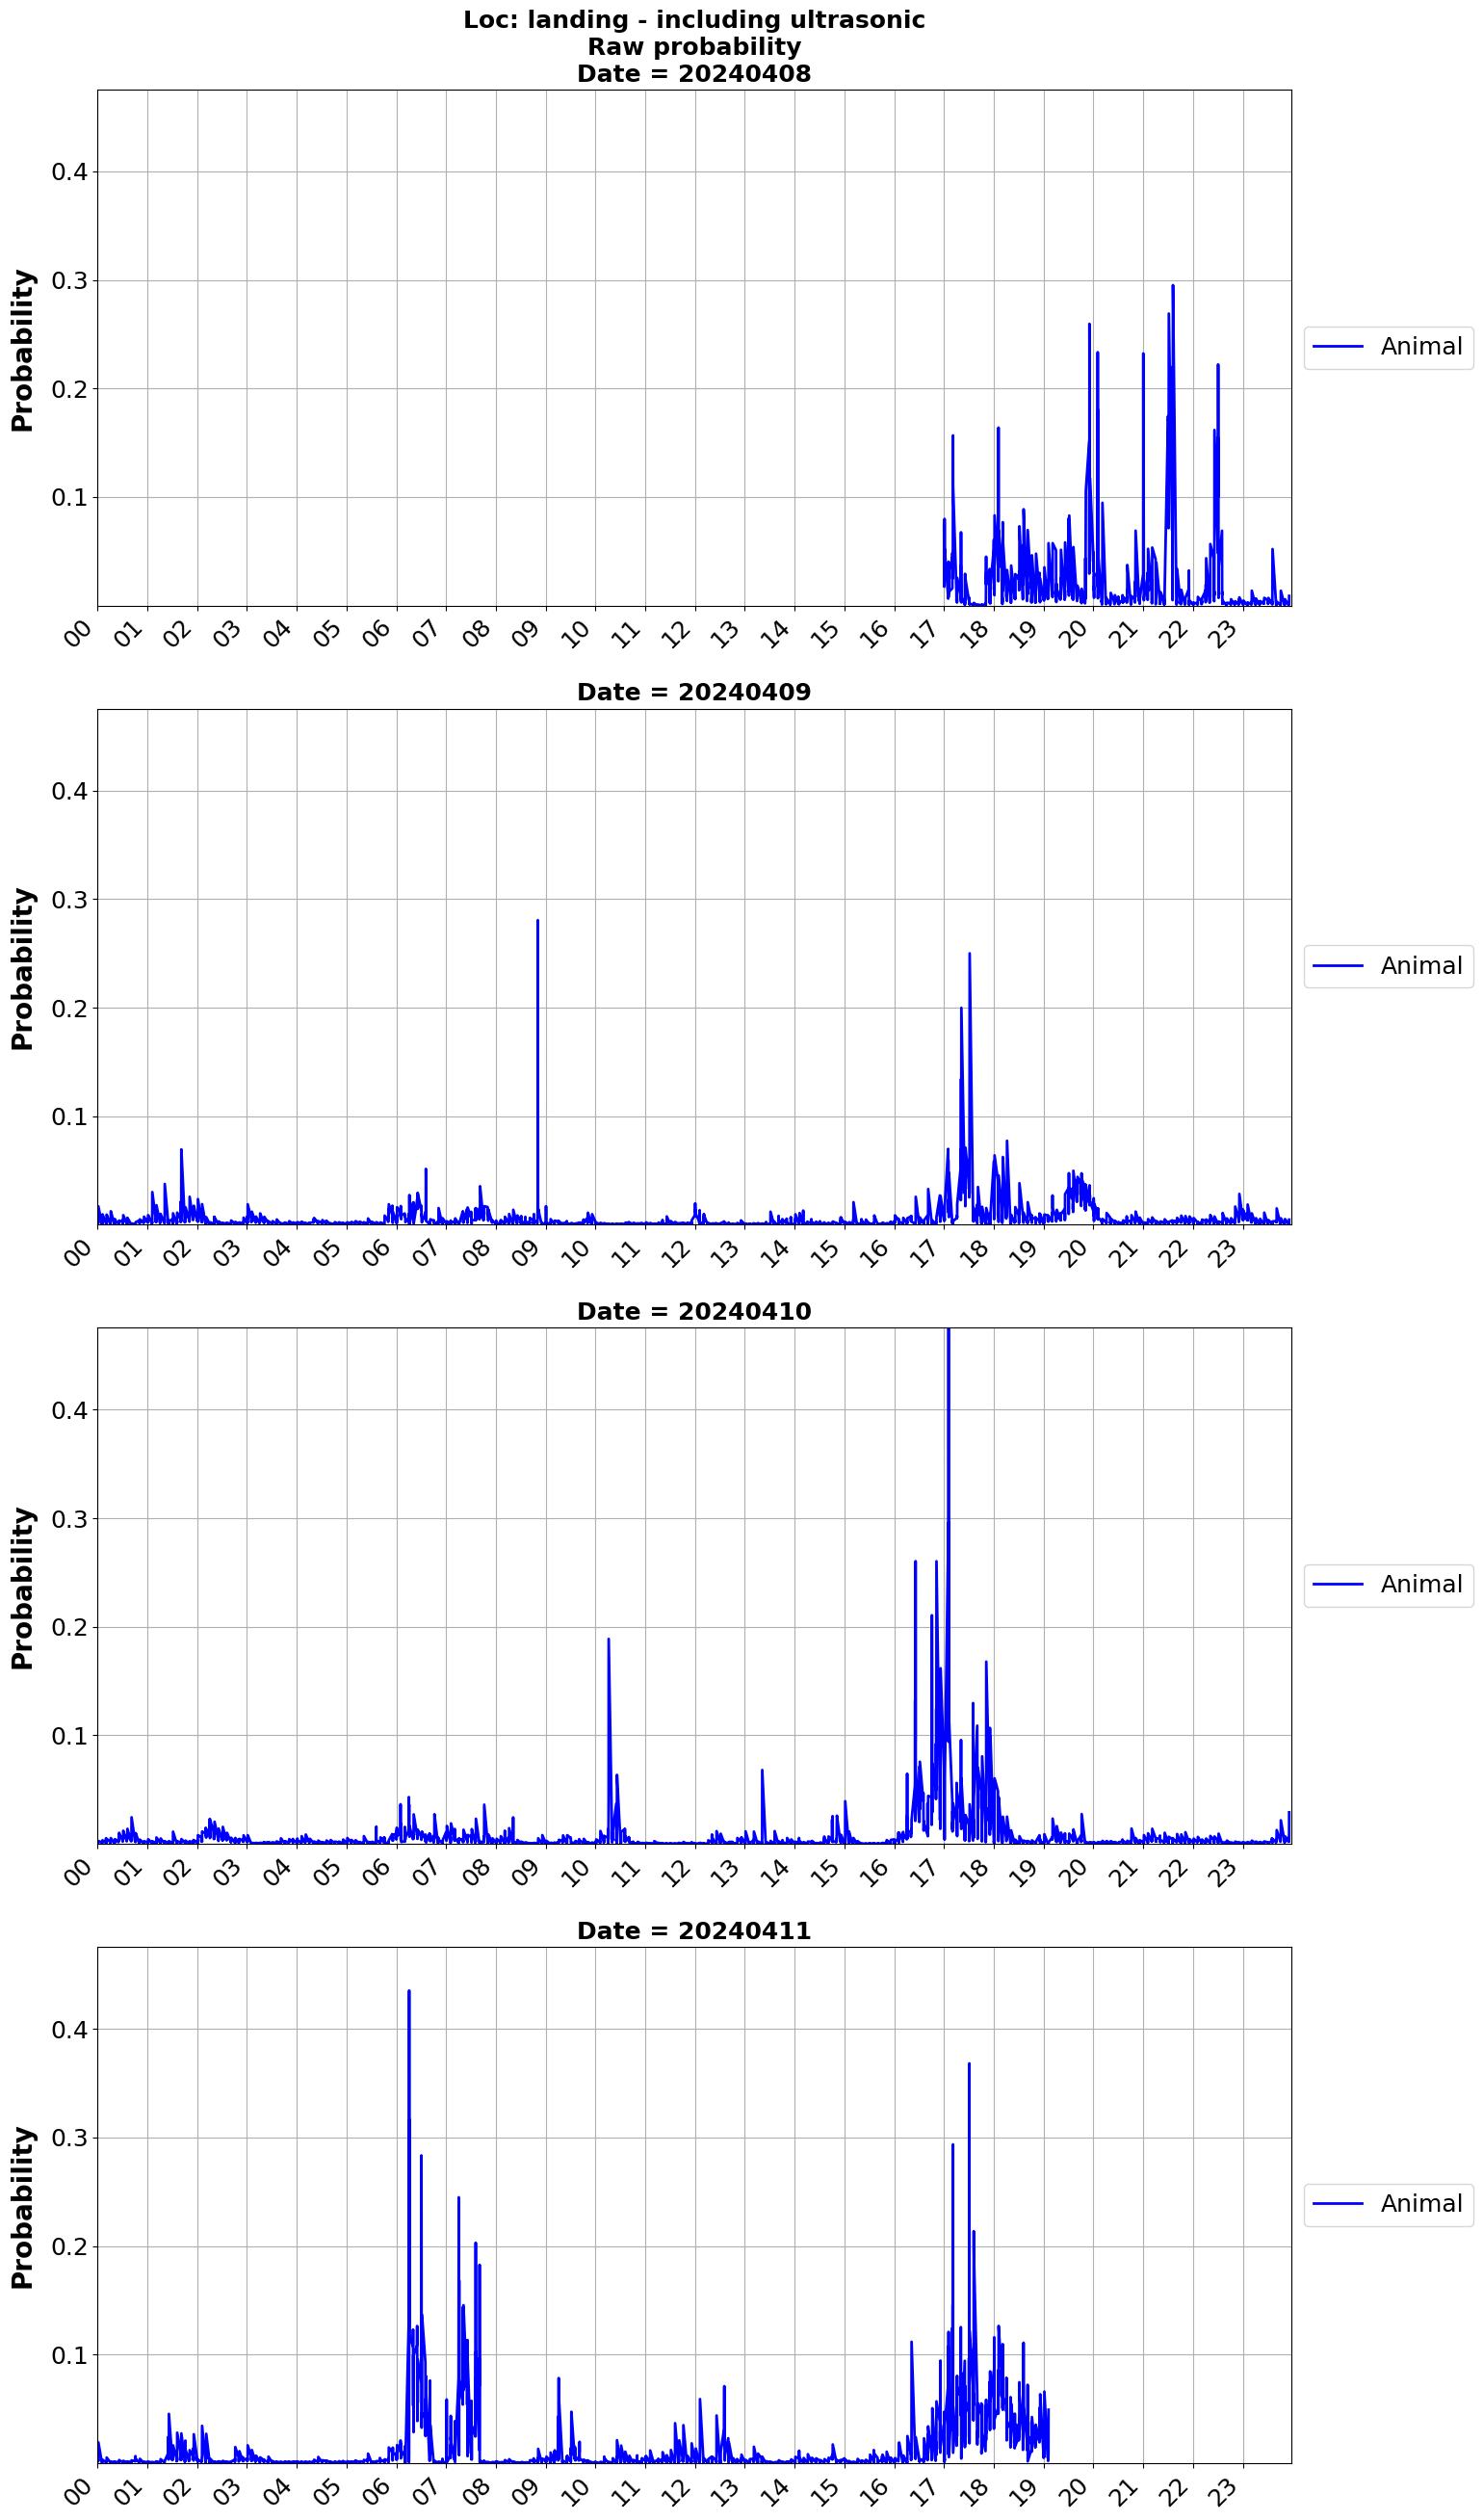 Loc: landing - including ultrasonic
Raw probability
Date = 20240408
Probability
0.4
0.3
0.2
0.1
00 01 02 03 04 05 06 07 08 09 10 11 12 13 14 15 16 17 18 19 20 21 22 23
Animal
Date = 20240409
Probability
0.4
0.3
0.2
0.1
00 01 02 03 04 05 06 07 08 09 10 11 12 13 14 15 16 17 18 19 20 21 22 23
Animal
Date = 20240410
Probability
0.4
0.3
0.2
0.1
00 01 02 03 04 05 06 07 08 09 10 11 12 13 14 15 16 17 18 19 20 21 22 23
Animal
Date = 20240411
Probability
0.4
0.3
0.2
0.1
00 01 02 03 04 05 06 07 08 09 10 11 12 13 14 15 16 17 18 19 20 21 22 23
Animal